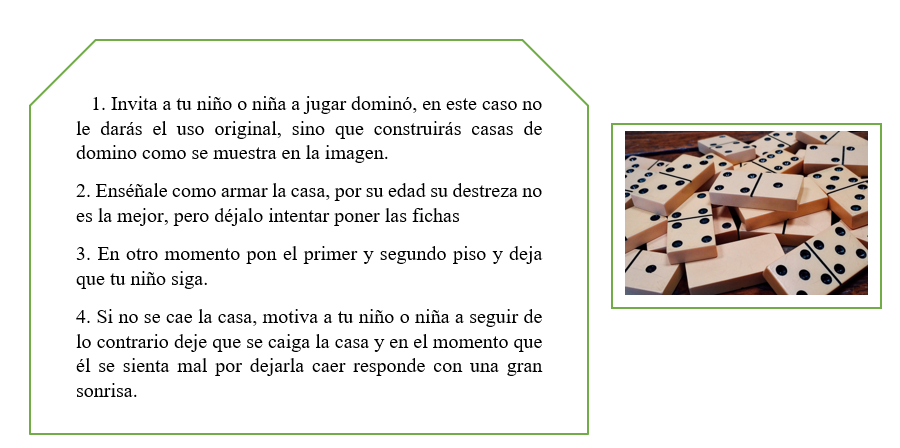 1. Invita a tu niño o niña a jugar dominó, en este caso no
le darás el uso original, sino que construirás casas de
domino como se muestra en la imagen.
2. Enséñale como armar la casa, por su edad su destreza no
es la mejor, pero déjalo intentar poner las fichas
3. En otro momento pon el primer y segundo piso y deja
que tu niño siga.
4. Si no se cae la casa, motiva a tu niño o niña a seguir de
lo contrario deje que se caiga la casa y en el momento que
él se sienta mal por dejarla caer responde con una gran
sonrisa.